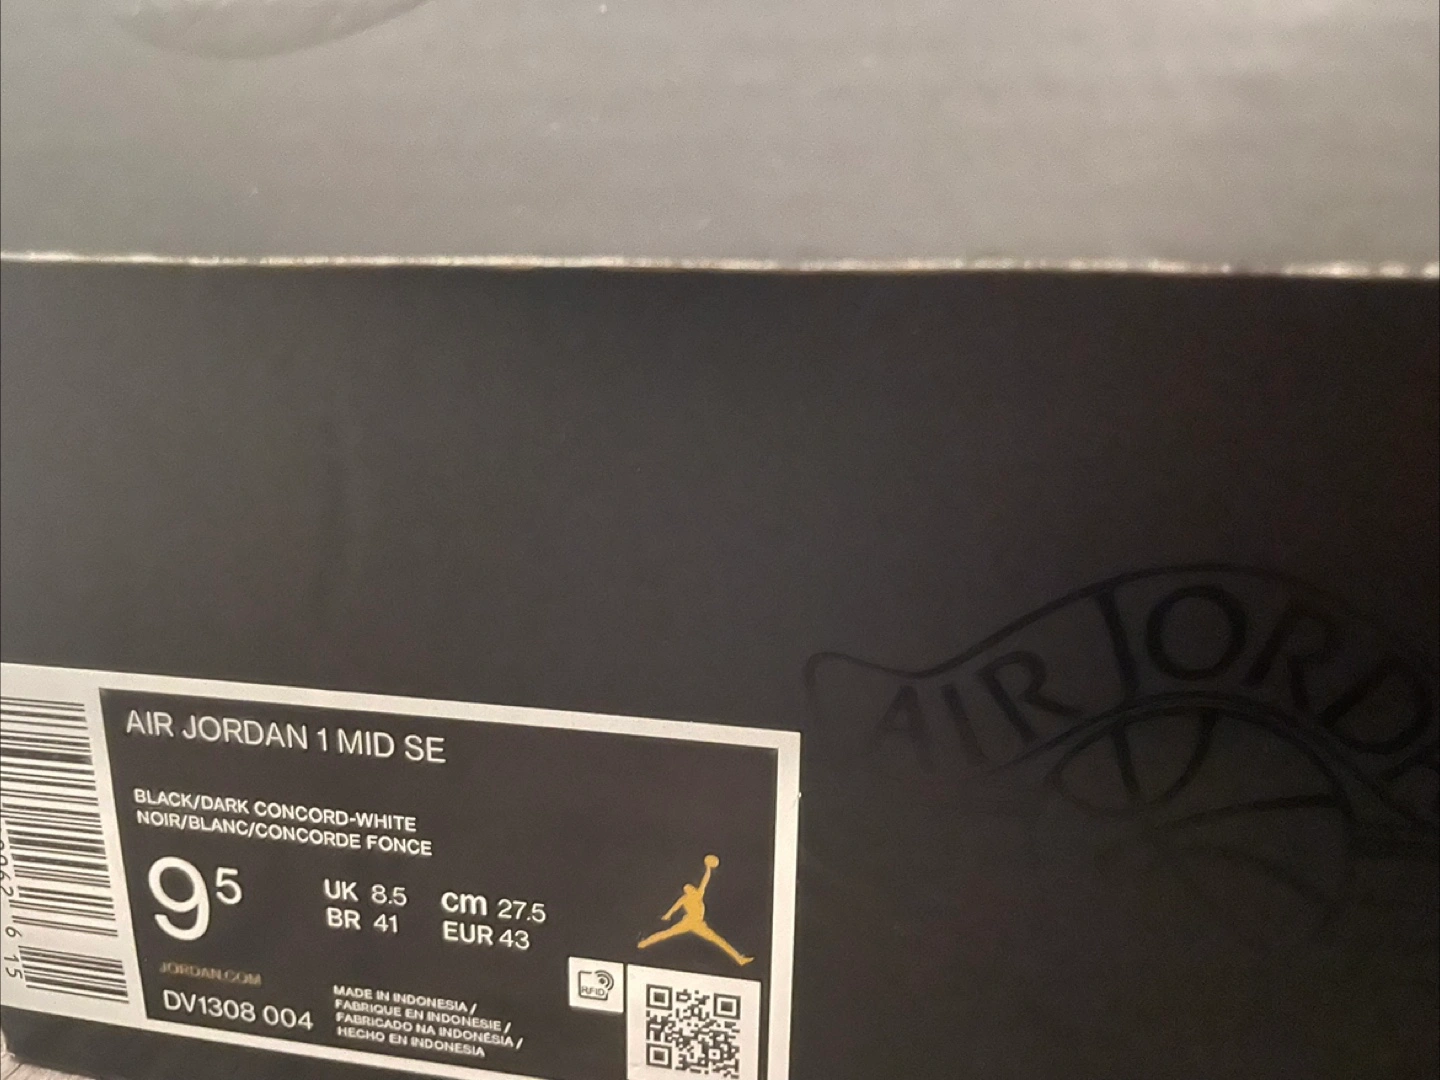 AIR JORDAN
AIR JORDAN 1 MID SE
BLACK/DARK CONCORD-WHITE
NOIR/BLANC/CONCORDE FONCE
9 5
UK 8.5 cm 27.5
BR 41 EUR 43
JORDAN.COM
DV1308 004
MADE IN INDONESIA /
FABRIQUE EN INDONESIE /
FABRICADO NA INDONÉSIA /
HECHO EN INDONESIA
RFID
6 15